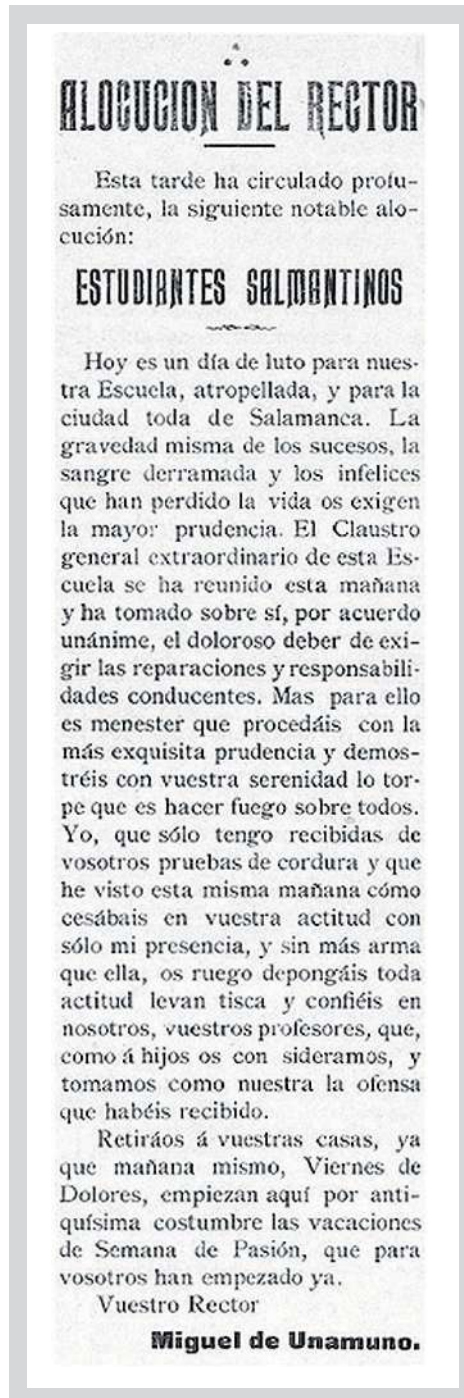 ALOCUCION DEL RECTOR
Esta tarde ha circulado profu-
samente, la siguiente notable alo-
cución:
ESTUDIANTES SALMANTINOS
Hoy es un día de luto para nues-
tra Escuela, atropellada, y para la
ciudad toda de Salamanca. La
gravedad misma de los sucesos, la
sangre derramada y los infelices
que han perdido la vida os exigen
la mayor prudencia. El Claustro
general extraordinario de esta Es-
cuela se ha reunido esta mañana
y ha tomado sobre sí, por acuerdo
unánime, el doloroso deber de exi-
gir las reparaciones y responsabili-
dades conducentes. Mas para ello
es menester que procedáis con la
más exquisita prudencia y demos-
tréis con vuestra serenidad lo tor-
pe que es hacer fuego sobre todos.
Yo, que sólo tengo recibidas de
vosotros pruebas de cordura y que
he visto esta misma mañana cómo
cesábais en vuestra actitud con
sólo mi presencia, y sin más arma
que ella, os ruego depongáis toda
actitud levan tisca y confiéis en
nosotros, vuestros profesores, que,
como á hijos os con sideramos, y
tomamos como nuestra la ofensa
que habéis recibido.
Retiráos á vuestras casas, ya
que mañana mismo, Viernes de
Dolores, empiezan aquí por anti-
quísima costumbre las vacaciones
de Semana de Pasión, que para
vosotros han empezado ya.
Vuestro Rector
Miguel de Unamuno.